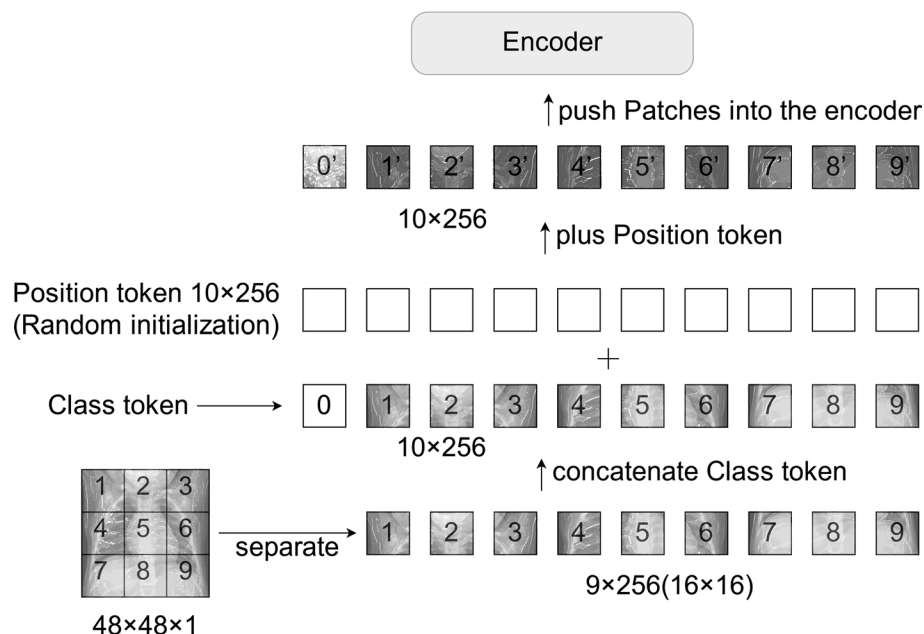 Encoder
push Patches into the encoder
0’ 1’ 2’ 3’ 4’ 5’ 6’ 7’ 8’ 9’
10×256
plus Position token
Position token 10×256
(Random initialization)
+
Class token
0 1 2 3 4 5 6 7 8 9
10×256
concatenate Class token
1 2 3
4 5 6
7 8 9
separate
1 2 3 4 5 6 7 8 9
9×256(16×16)
48×48×1